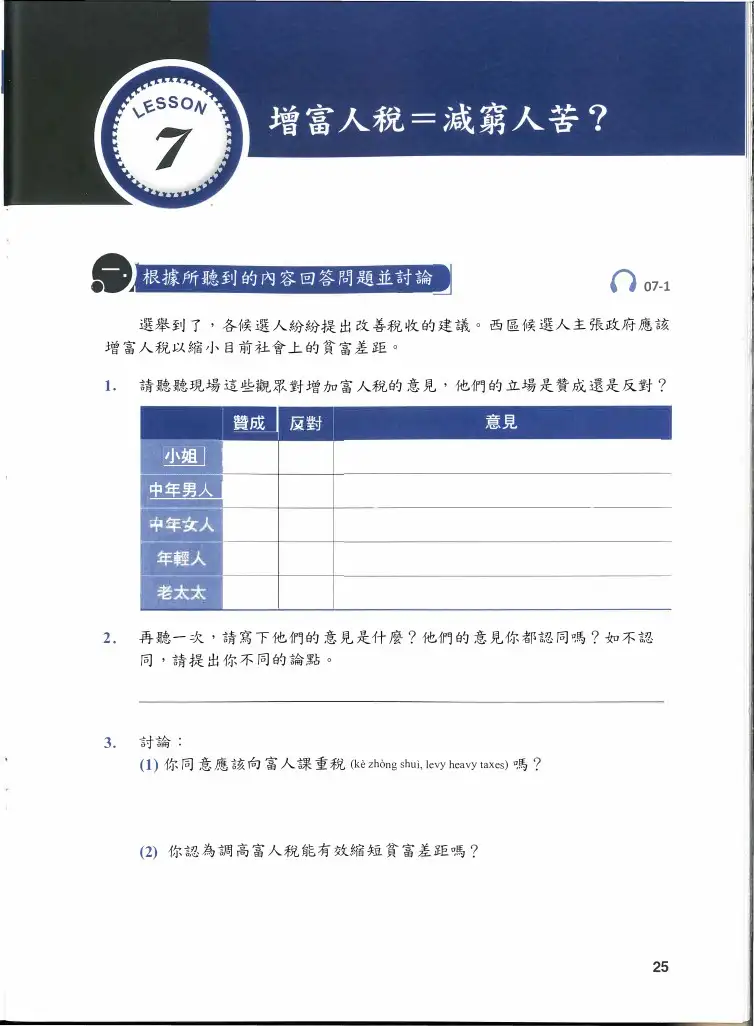 LESSON
7
增富人稅=減窮人苦?
一.
根據所聽到的內容回答問題並討論
07-1
選舉到了,各候選人紛紛提出改善稅收的建議。西區候選人主張政府應該
增富人稅以縮小目前社會上的貧富差距。
1. 請聽聽現場這些觀眾對增加富人稅的意見,他們的立場是贊成還是反對?
贊成 反對 意見
小姐
中年男人
中年女人
年輕人
老太太
2. 再聽一次,請寫下他們的意見是什麼?他們的意見你都認同嗎?如不認
同,請提出你不同的論點。
3. 討論:
(1) 你同意應該向富人課重稅 (kè zhòng shuì, levy heavy taxes) 嗎?
(2) 你認為調高富人稅能有效縮短貧富差距嗎?
25